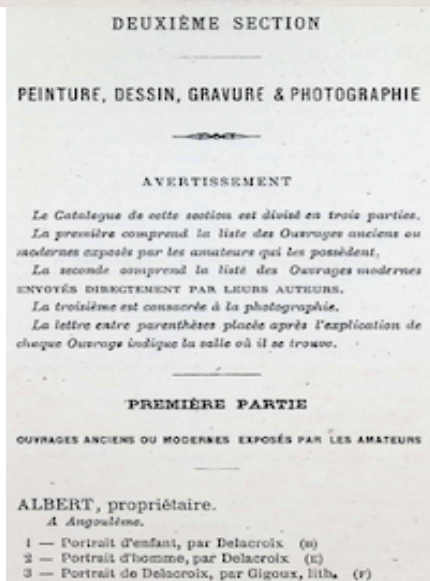 DEUXIÈME SECTION
PEINTURE, DESSIN, GRAVURE & PHOTOGRAPHIE
AVERTISSEMENT
Le Catalogue de cette section est divisé en trois parties.
La première comprend la liste des Ouvrages anciens ou
modernes exposés par les amateurs qui les possèdent.
La seconde comprend la liste des Ouvrages modernes
ENVOYÉS DIRECTEMENT PAR LEURS AUTEURS.
La troisième est consacrée à la photographie.
La lettre entre parenthèses placée après l'explication de
chaque Ouvrage indique la salle où il se trouve.
PREMIÈRE PARTIE
OUVRAGES ANCIENS OU MODERNES EXPOSÉS PAR LES AMATEURS
ALBERT, propriétaire.
A Angoulême.
1 — Portrait d'enfant, par Delacroix (H)
2 — Portrait d'homme, par Delacroix (E)
3 — Portrait de Delacroix, par Gigoux, lith. (F)